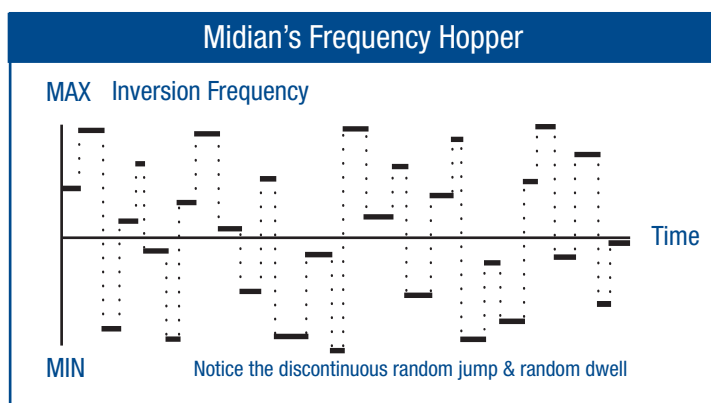 Midian's Frequency Hopper
MAX Inversion Frequency
Time
MIN Notice the discontinuous random jump & random dwell